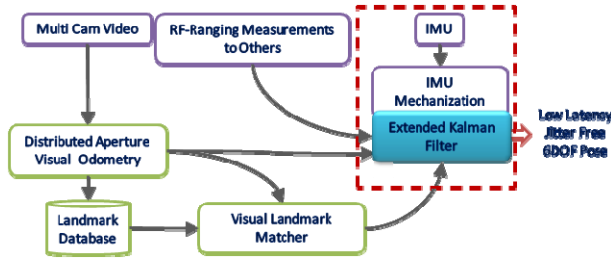 Multi Cam Video
RF-Ranging Measurements
to Others
IMU
IMU
Mechanization
Extended Kalman
Filter
Low Latency
Jitter Free
6DOF Pose
Distributed Aperture
Visual Odometry
Landmark
Database
Visual Landmark
Matcher